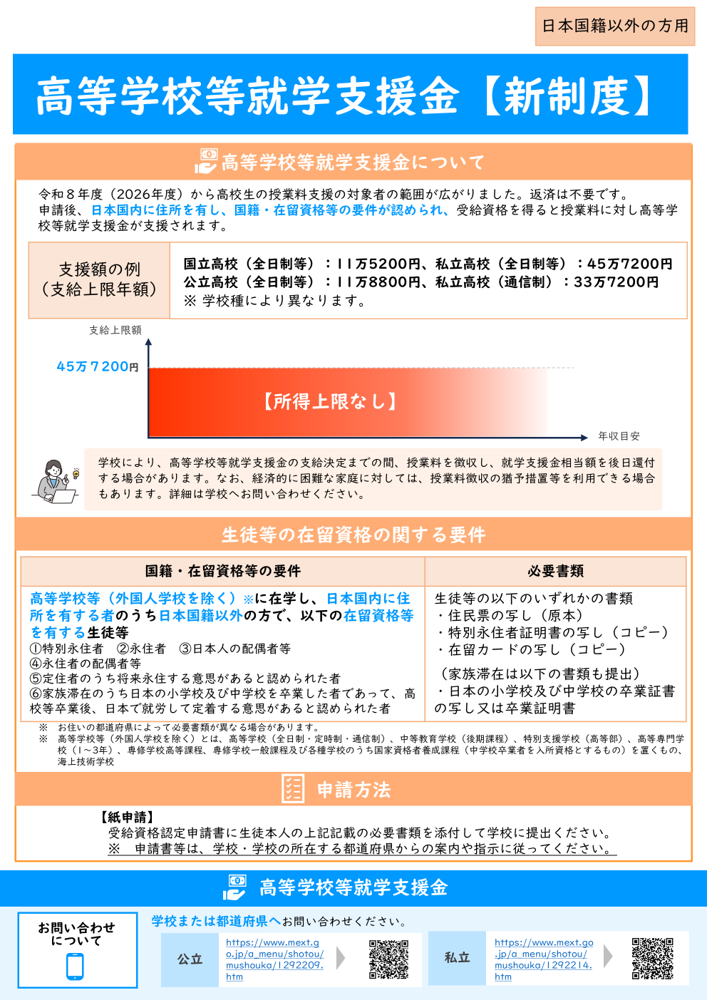 日本国籍以外の方用
高等学校等就学支援金【新制度】
高等学校等就学支援金について
令和８年度（2026年度）から高校生の授業料支援の対象者の範囲が広がりました。返済は不要です。
申請後、日本国内に住所を有し、国籍・在留資格等の要件が認められ、受給資格を得ると授業料に対し高等学
校等就学支援金が支援されます。
支援額の例
（支給上限年額）
国立高校（全日制等）：11万5200円、私立高校（全日制等）：45万7200円
公立高校（全日制等）：11万8800円、私立高校（通信制）：33万7200円
※ 学校種により異なります。
支給上限額
45万７200円
【所得上限なし】
年収目安
学校により、高等学校等就学支援金の支給決定までの間、授業料を徴収し、就学支援金相当額を後日還付
する場合があります。なお、経済的に困難な家庭に対しては、授業料徴収の猶予措置等を利用できる場合
もあります。詳細は学校へお問い合わせください。
生徒等の在留資格の関する要件
国籍・在留資格等の要件
高等学校等（外国人学校を除く）※に在学し、日本国内に住
所を有する者のうち日本国籍以外の方で、以下の在留資格等
を有する生徒等
①特別永住者　②永住者　③日本人の配偶者等
④永住者の配偶者等
⑤定住者のうち将来永住する意思があると認められた者
⑥家族滞在のうち日本の小学校及び中学校を卒業した者であって、高
校等卒業後、日本で就労して定着する意思があると認められた者
必要書類
生徒等の以下のいずれかの書類
・住民票の写し（原本）
・特別永住者証明書の写し（コピー）
・在留カードの写し（コピー）
（家族滞在は以下の書類も提出）
・日本の小学校及び中学校の卒業証書
の写し又は卒業証明書
※　お住いの都道府県によって必要書類が異なる場合があります。
※　高等学校等（外国人学校を除く）とは、高等学校（全日制・定時制・通信制）、中等教育学校（後期課程）、特別支援学校（高等部）、高等専門学
校（1～3年）、専修学校高等課程、専修学校一般課程及び各種学校のうち国家資格者養成課程（中学校卒業者を入所資格とするもの）を置くもの、
海上技術学校
申請方法
【紙申請】
受給資格認定申請書に生徒本人の上記記載の必要書類を添付して学校に提出ください。
※　申請書等は、学校・学校の所在する都道府県からの案内や指示に従ってください。
高等学校等就学支援金
お問い合わせ
について
学校または都道府県へお問い合わせください。
公立
https://www.mext.g
o.jp/a_menu/shotou/
mushouka/1292209.
htm
私立
https://www.mext.go
.jp/a_menu/shotou/
mushouka/1292214.
htm